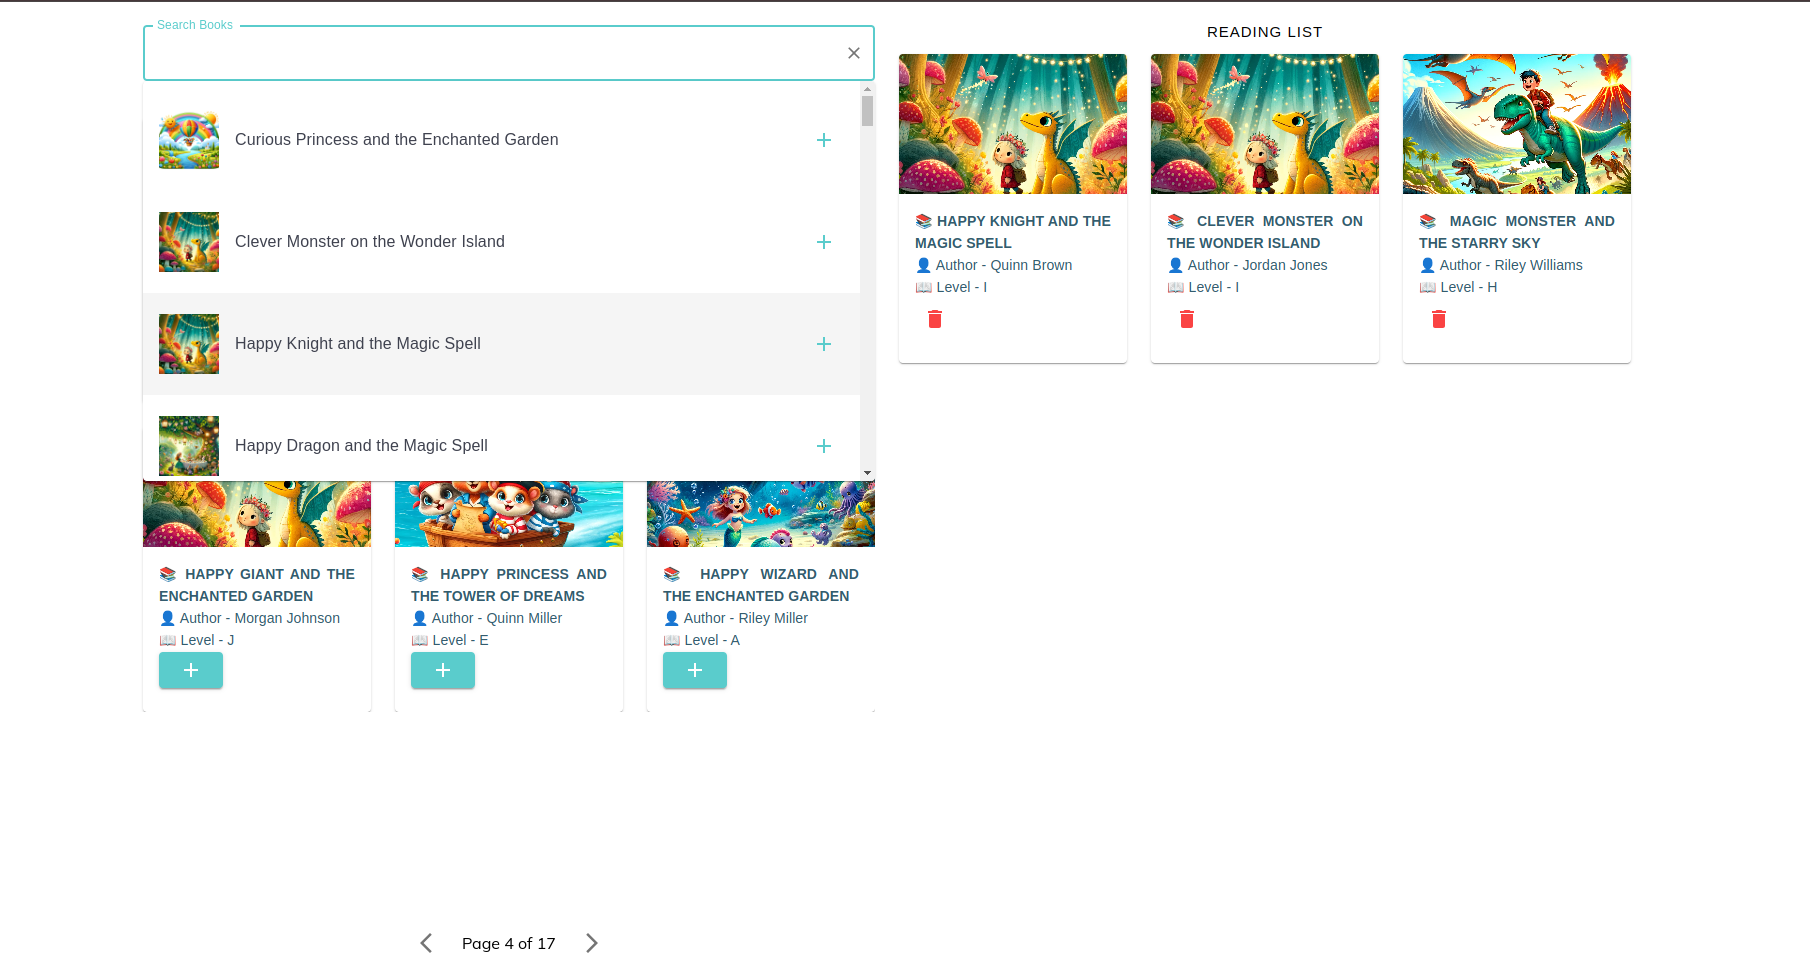 Search Books
Curious Princess and the Enchanted Garden
Clever Monster on the Wonder Island
Happy Knight and the Magic Spell
Happy Dragon and the Magic Spell
HAPPY GIANT AND THE
ENCHANTED GARDEN
Author - Morgan Johnson
Level - J
HAPPY PRINCESS AND
THE TOWER OF DREAMS
Author - Quinn Miller
Level - E
HAPPY WIZARD AND
THE ENCHANTED GARDEN
Author - Riley Miller
Level - A
Page 4 of 17
READING LIST
HAPPY KNIGHT AND THE
MAGIC SPELL
Author - Quinn Brown
Level - I
CLEVER MONSTER ON
THE WONDER ISLAND
Author - Jordan Jones
Level - I
MAGIC MONSTER AND
THE STARRY SKY
Author - Riley Williams
Level - H